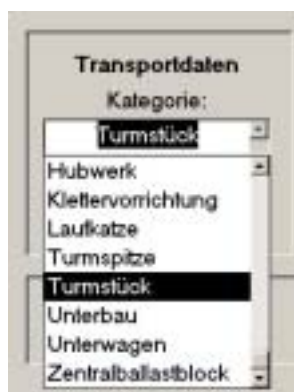 Transportdaten
Kategorie:
Turmstück
Hubwerk
Klettervorrichtung
Laufkatze
Turmspitze
Turmstück
Unterbau
Unterwagen
Zentralballastblock